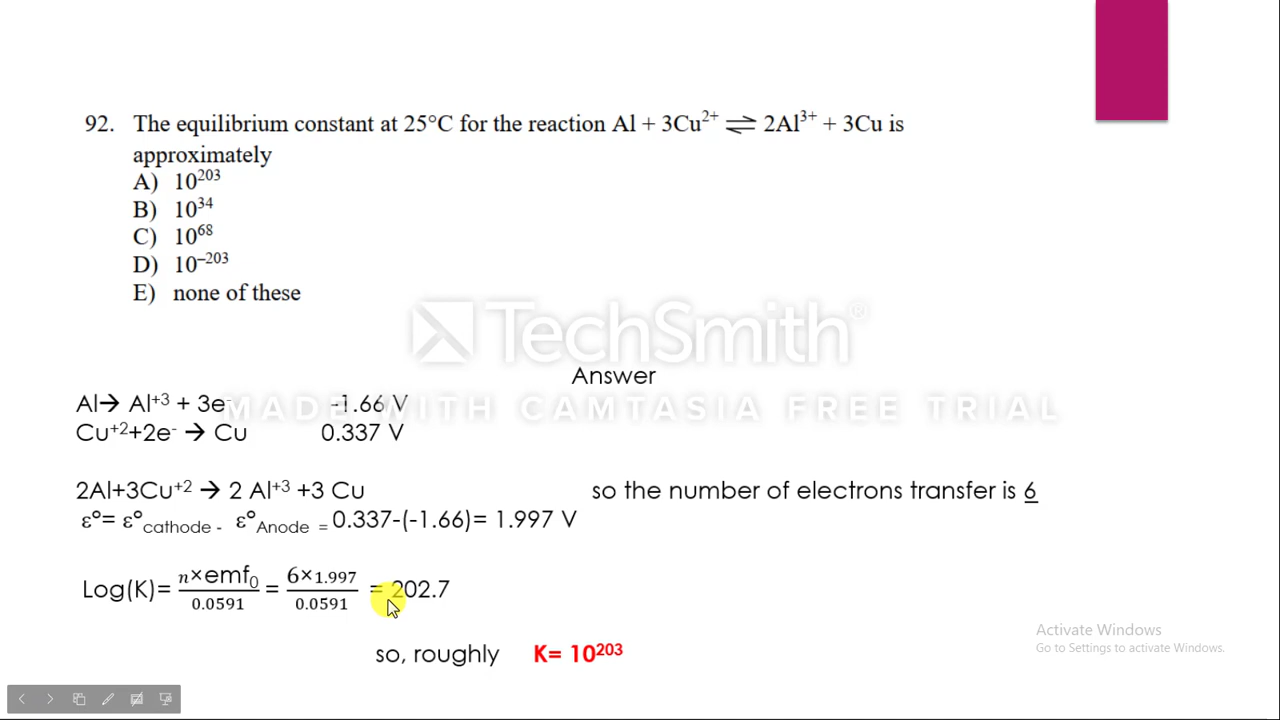 92. The equilibrium constant at 25°C for the reaction Al + 3Cu²⁺ ⇌ 2Al³⁺ + 3Cu is
approximately
A) 10²⁰³
B) 10³⁴
C) 10⁶⁸
D) 10⁻²⁰³
E) none of these
TechSmith®
Answer
MADE WITH CAMTASIA FREE TRIAL
Al→ Al⁺³ + 3e⁻ -1.66 V
Cu⁺²+2e⁻ → Cu 0.337 V
2Al+3Cu⁺² → 2 Al⁺³ +3 Cu so the number of electrons transfer is 6
ε°= ε°cathode - ε°Anode = 0.337-(-1.66)= 1.997 V
Log(K)= n×emf₀/0.0591 = 6×1.997/0.0591 = 202.7
so, roughly K= 10²⁰³
Activate Windows
Go to Settings to activate Windows.